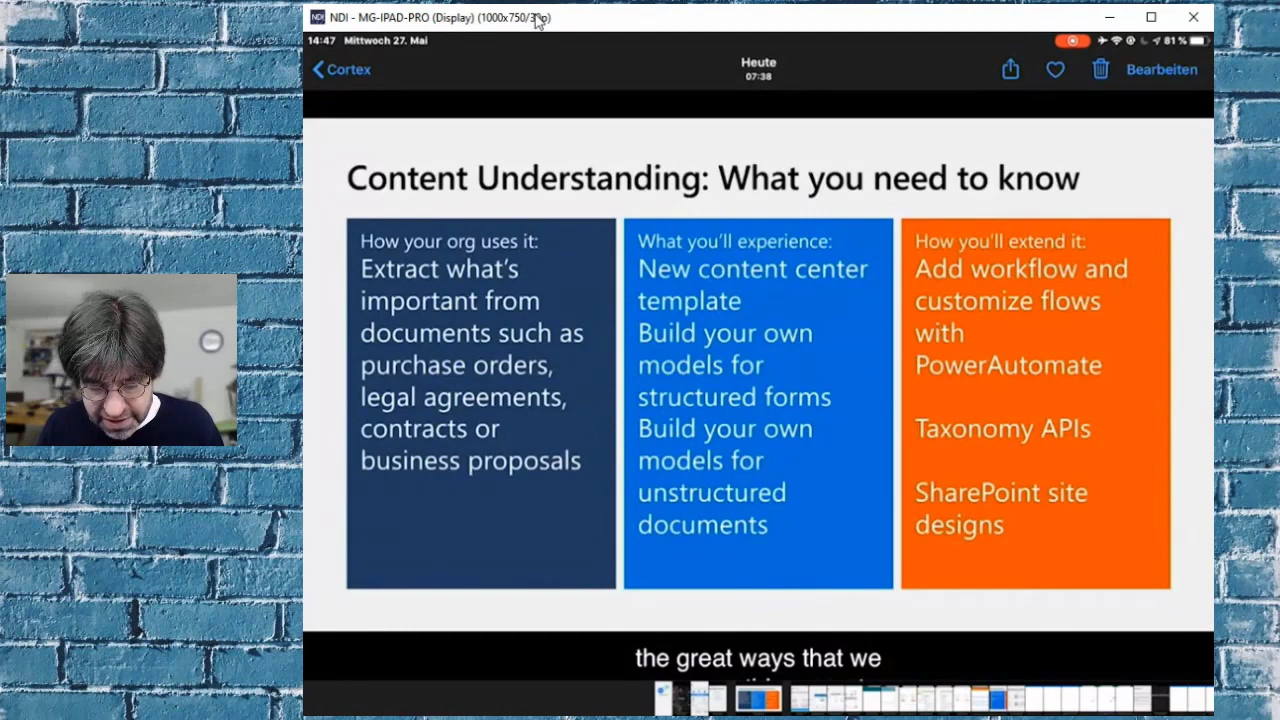 NDI - MG-IPAD-PRO (Display) (1000x750/30p)
14:47 Mittwoch 27. Mai
81 %
Cortex
Heute
07:38
Bearbeiten
Content Understanding: What you need to know
How your org uses it:
Extract what's
important from
documents such as
purchase orders,
legal agreements,
contracts or
business proposals
What you'll experience:
New content center
template
Build your own
models for
structured forms
Build your own
models for
unstructured
documents
How you'll extend it:
Add workflow and
customize flows
with
PowerAutomate
Taxonomy APIs
SharePoint site
designs
the great ways that we